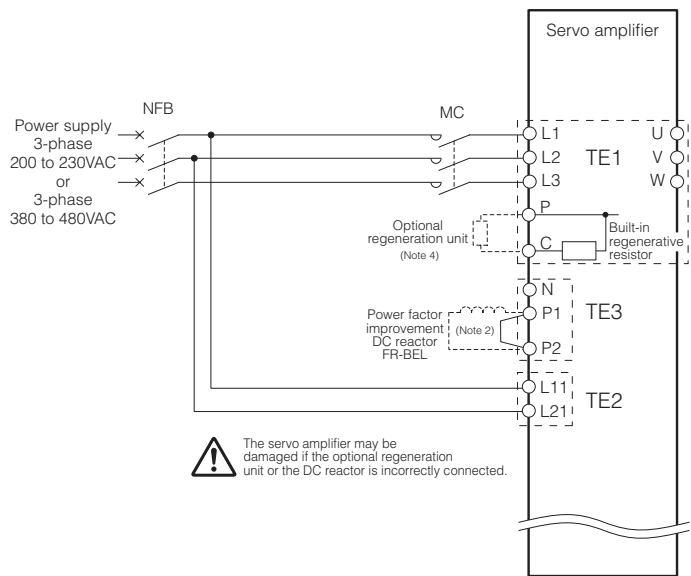 Servo amplifier
NFB
MC
Power supply
3-phase
200 to 230VAC
or
3-phase
380 to 480VAC
L1
L2
L3
TE1
U
V
W
P
C
Built-in
regenerative
resistor
Optional
regeneration unit
(Note 4)
N
P1
P2
TE3
Power factor
improvement
DC reactor
FR-BEL
(Note 2)
L11
L21
TE2
The servo amplifier may be
damaged if the optional regeneration
unit or the DC reactor is incorrectly connected.